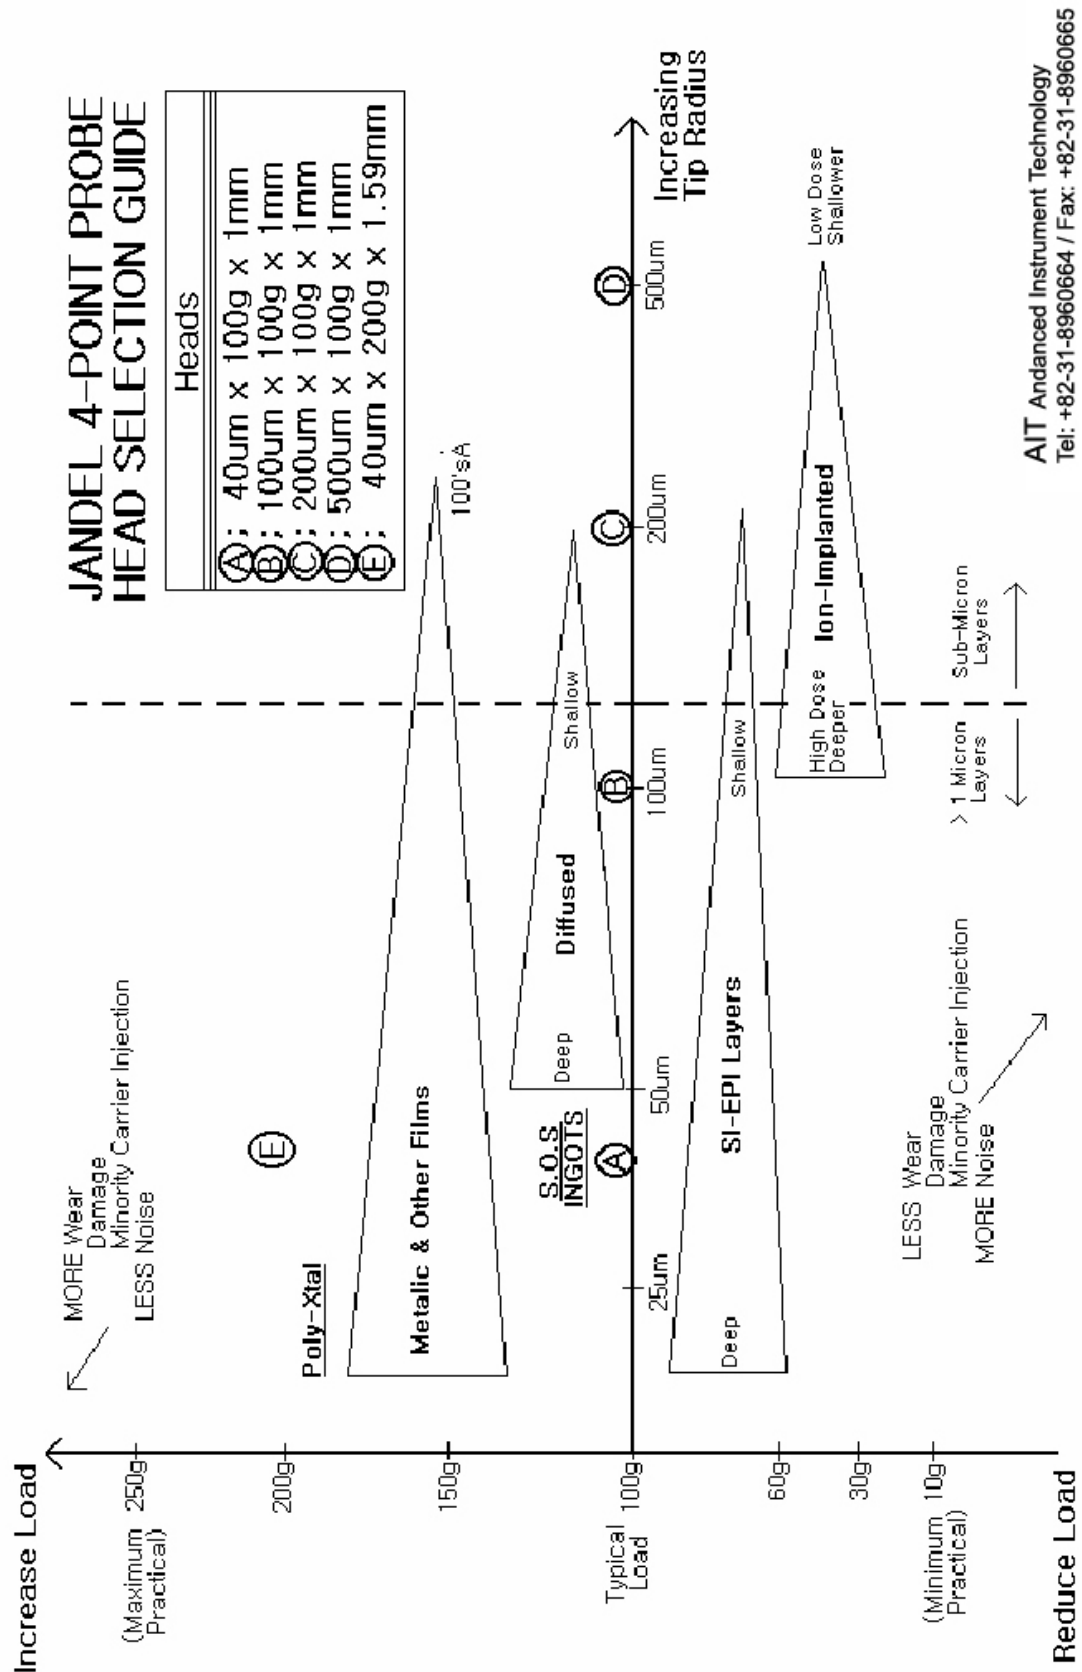 JANDEL 4-POINT PROBE
HEAD SELECTION GUIDE
Heads
A; 40um x 100g x 1mm
B; 100um x 100g x 1mm
C; 200um x 100g x 1mm
D; 500um x 100g x 1mm
E; 40um x 200g x 1.59mm
Increase Load
(Maximum 250g
Practical)
200g
150g
Typical 100g
Load
60g
30g
(Minimum 10g
Practical)
Reduce Load
MORE Wear
Damage
Minority Carrier Injection
LESS Noise
E
Poly-Xtal
Metalic & Other Films
100'sÅ
S.O.S
INGOTS
Deep
Diffused
Shallow
A
B
C
D
25um
50um
100um
200um
500um
Increasing
Tip Radius
Deep
SI-EPI Layers
Shallow
High Dose
Deeper
Ion-Implanted
Low Dose
Shallower
LESS Wear
Damage
Minority Carrier Injection
MORE Noise
> 1 Micron
Layers
Sub-Micron
Layers
AIT Andanced Instrument Technology
Tel: +82-31-8960664 / Fax: +82-31-8960665